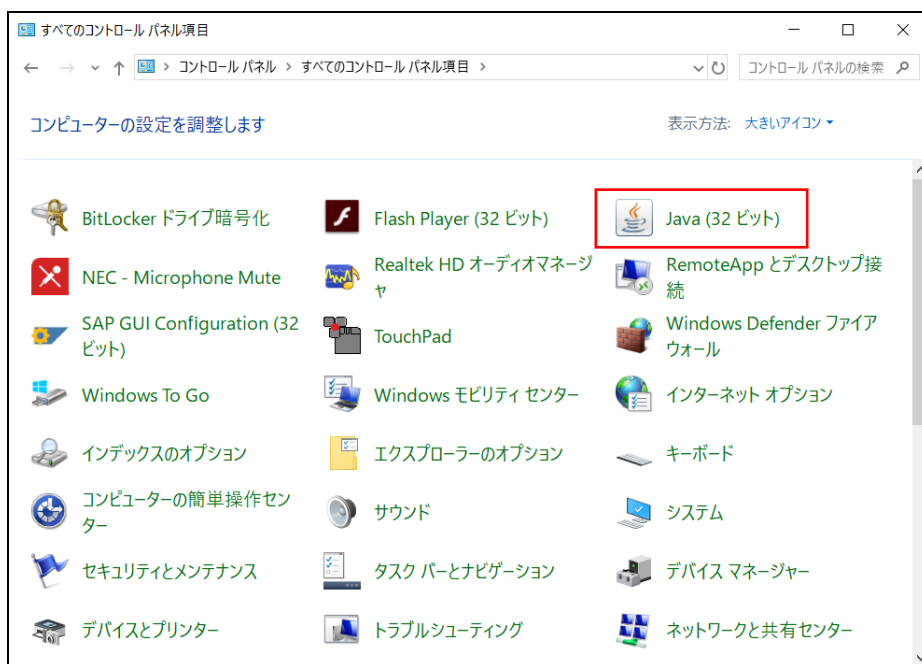 すべてのコントロール パネル項目
コントロール パネル > すべてのコントロール パネル項目 >
コントロール パネルの検索
コンピューターの設定を調整します
表示方法: 大きいアイコン
BitLocker ドライブ暗号化
Flash Player (32 ビット)
Java (32 ビット)
NEC - Microphone Mute
Realtek HD オーディオマネージ
ャ
RemoteApp とデスクトップ接
続
SAP GUI Configuration (32
ビット)
TouchPad
Windows Defender ファイア
ウォール
Windows To Go
Windows モビリティ センター
インターネット オプション
インデックスのオプション
エクスプローラーのオプション
キーボード
コンピューターの簡単操作セン
ター
サウンド
システム
セキュリティとメンテナンス
タスク バーとナビゲーション
デバイス マネージャー
デバイスとプリンター
トラブルシューティング
ネットワークと共有センター